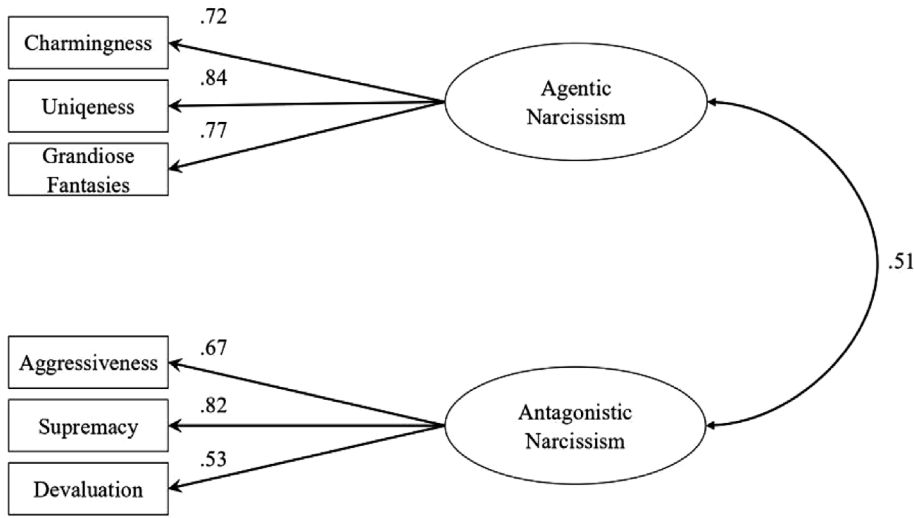 .72
Charmingness
.84
Uniqeness
.77
Grandiose
Fantasies
Agentic
Narcissism
.51
.67
Aggressiveness
.82
Supremacy
.53
Devaluation
Antagonistic
Narcissism